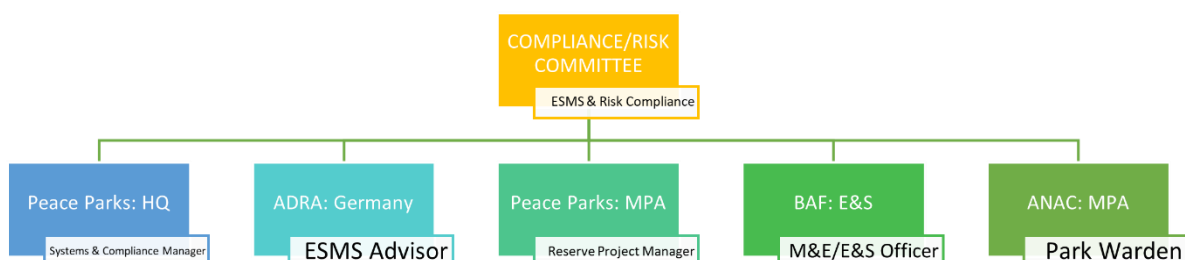 COMPLIANCE/RISK
COMMITTEE
ESMS & Risk Compliance
Peace Parks: HQ
ADRA: Germany
Peace Parks: MPA
BAF: E&S
ANAC: MPA
Systems & Compliance Manager
ESMS Advisor
Reserve Project Manager
M&E/E&S Officer
Park Warden